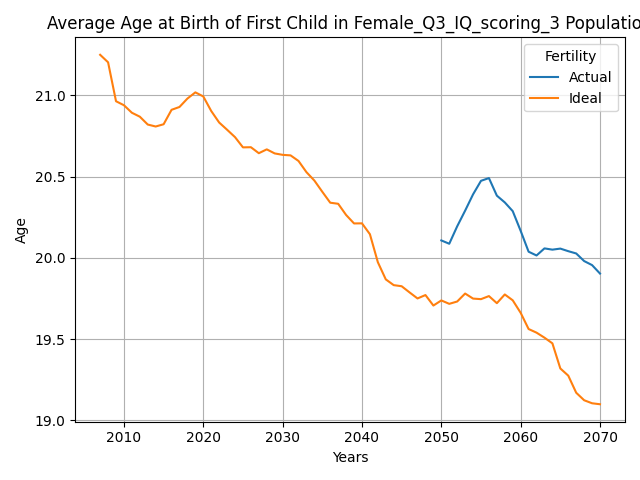 Average Age at Birth of First Child in Female_Q3_IQ_scoring_3 Populatio
Fertility
Actual
Ideal
21.0
20.5
20.0
19.5
19.0
Age
2010 2020 2030 2040 2050 2060 2070
Years